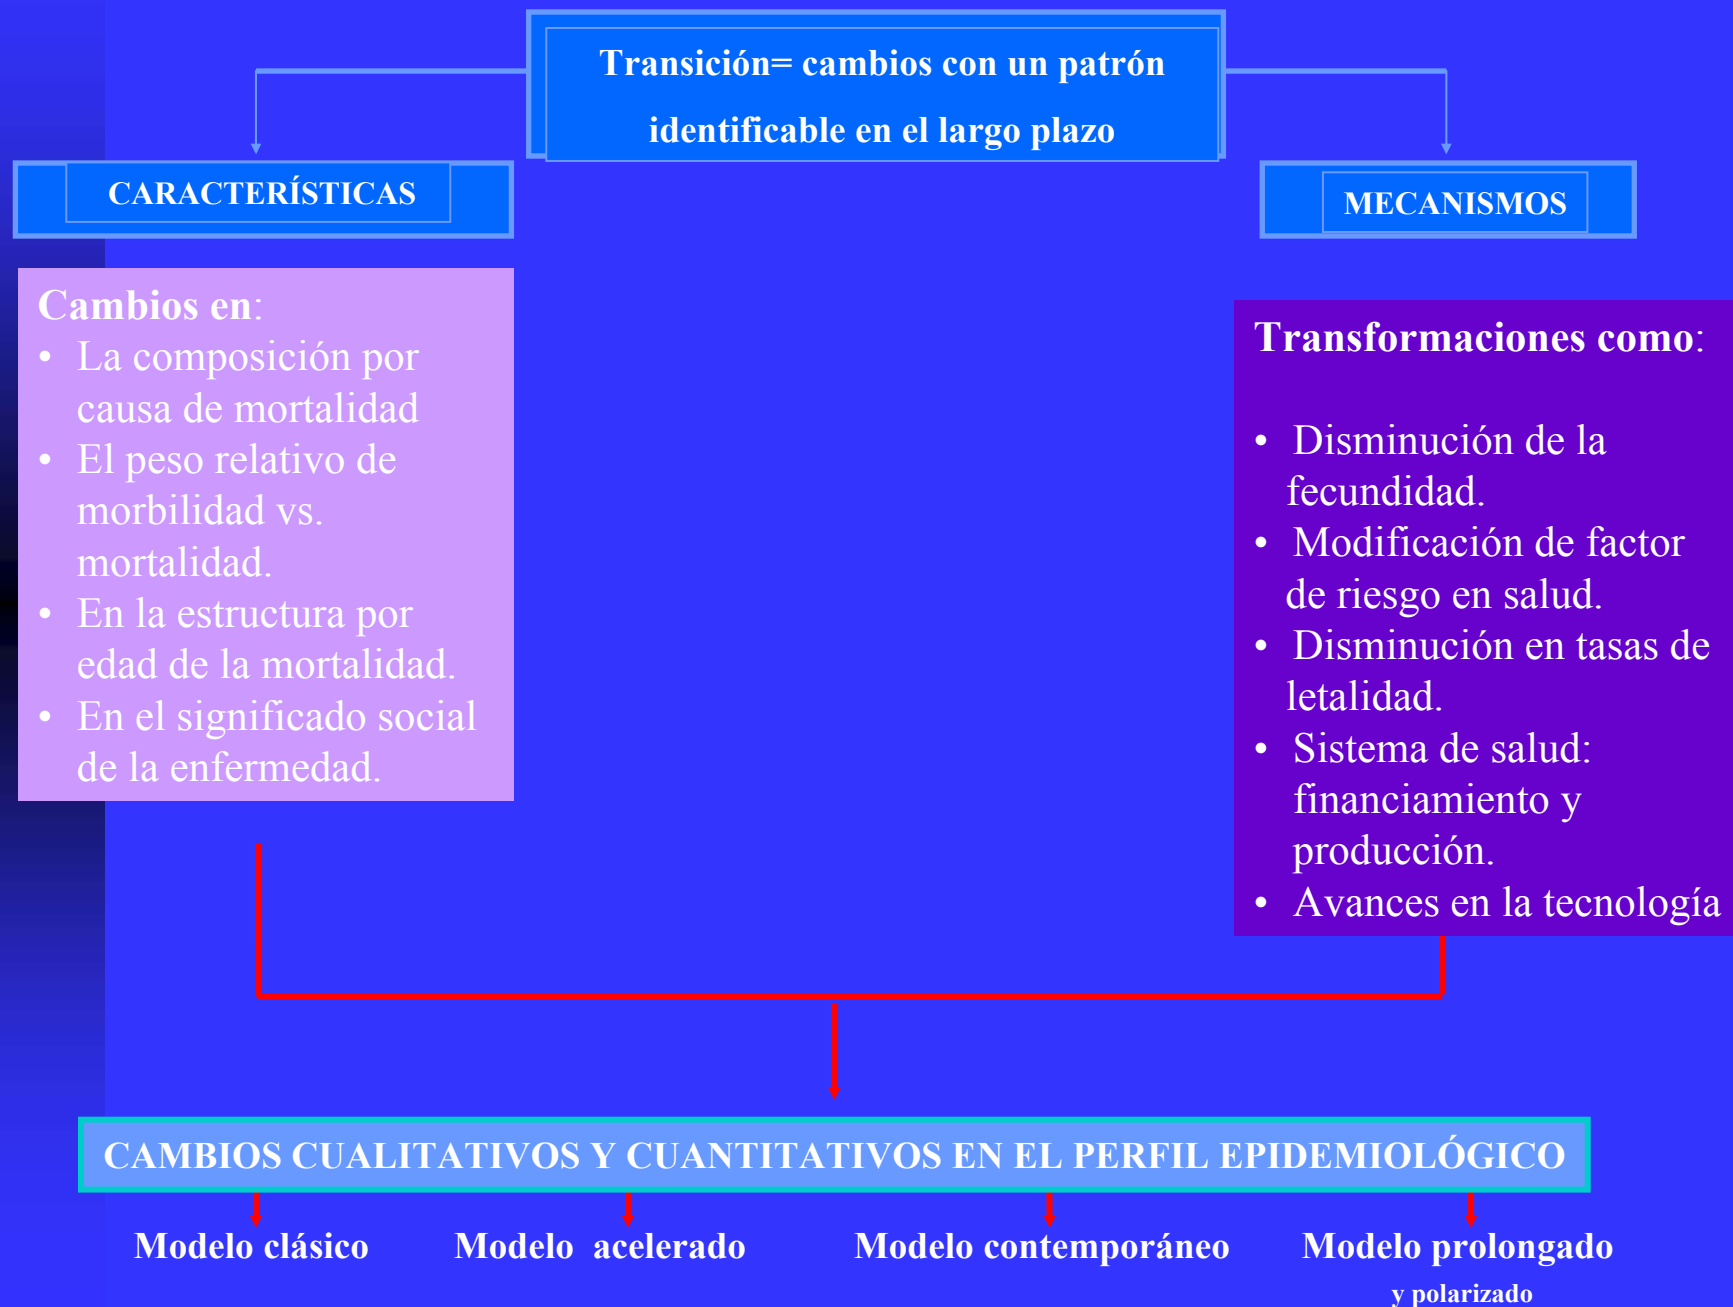 Transición= cambios con un patrón
identificable en el largo plazo
CARACTERÍSTICAS
MECANISMOS
Cambios en:
• La composición por
causa de mortalidad
• El peso relativo de
morbilidad vs.
mortalidad.
• En la estructura por
edad de la mortalidad.
• En el significado social
de la enfermedad.
Transformaciones como:
• Disminución de la
fecundidad.
• Modificación de factor
de riesgo en salud.
• Disminución en tasas de
letalidad.
• Sistema de salud:
financiamiento y
producción.
• Avances en la tecnología
CAMBIOS CUALITATIVOS Y CUANTITATIVOS EN EL PERFIL EPIDEMIOLÓGICO
Modelo clásico
Modelo acelerado
Modelo contemporáneo
Modelo prolongado
y polarizado